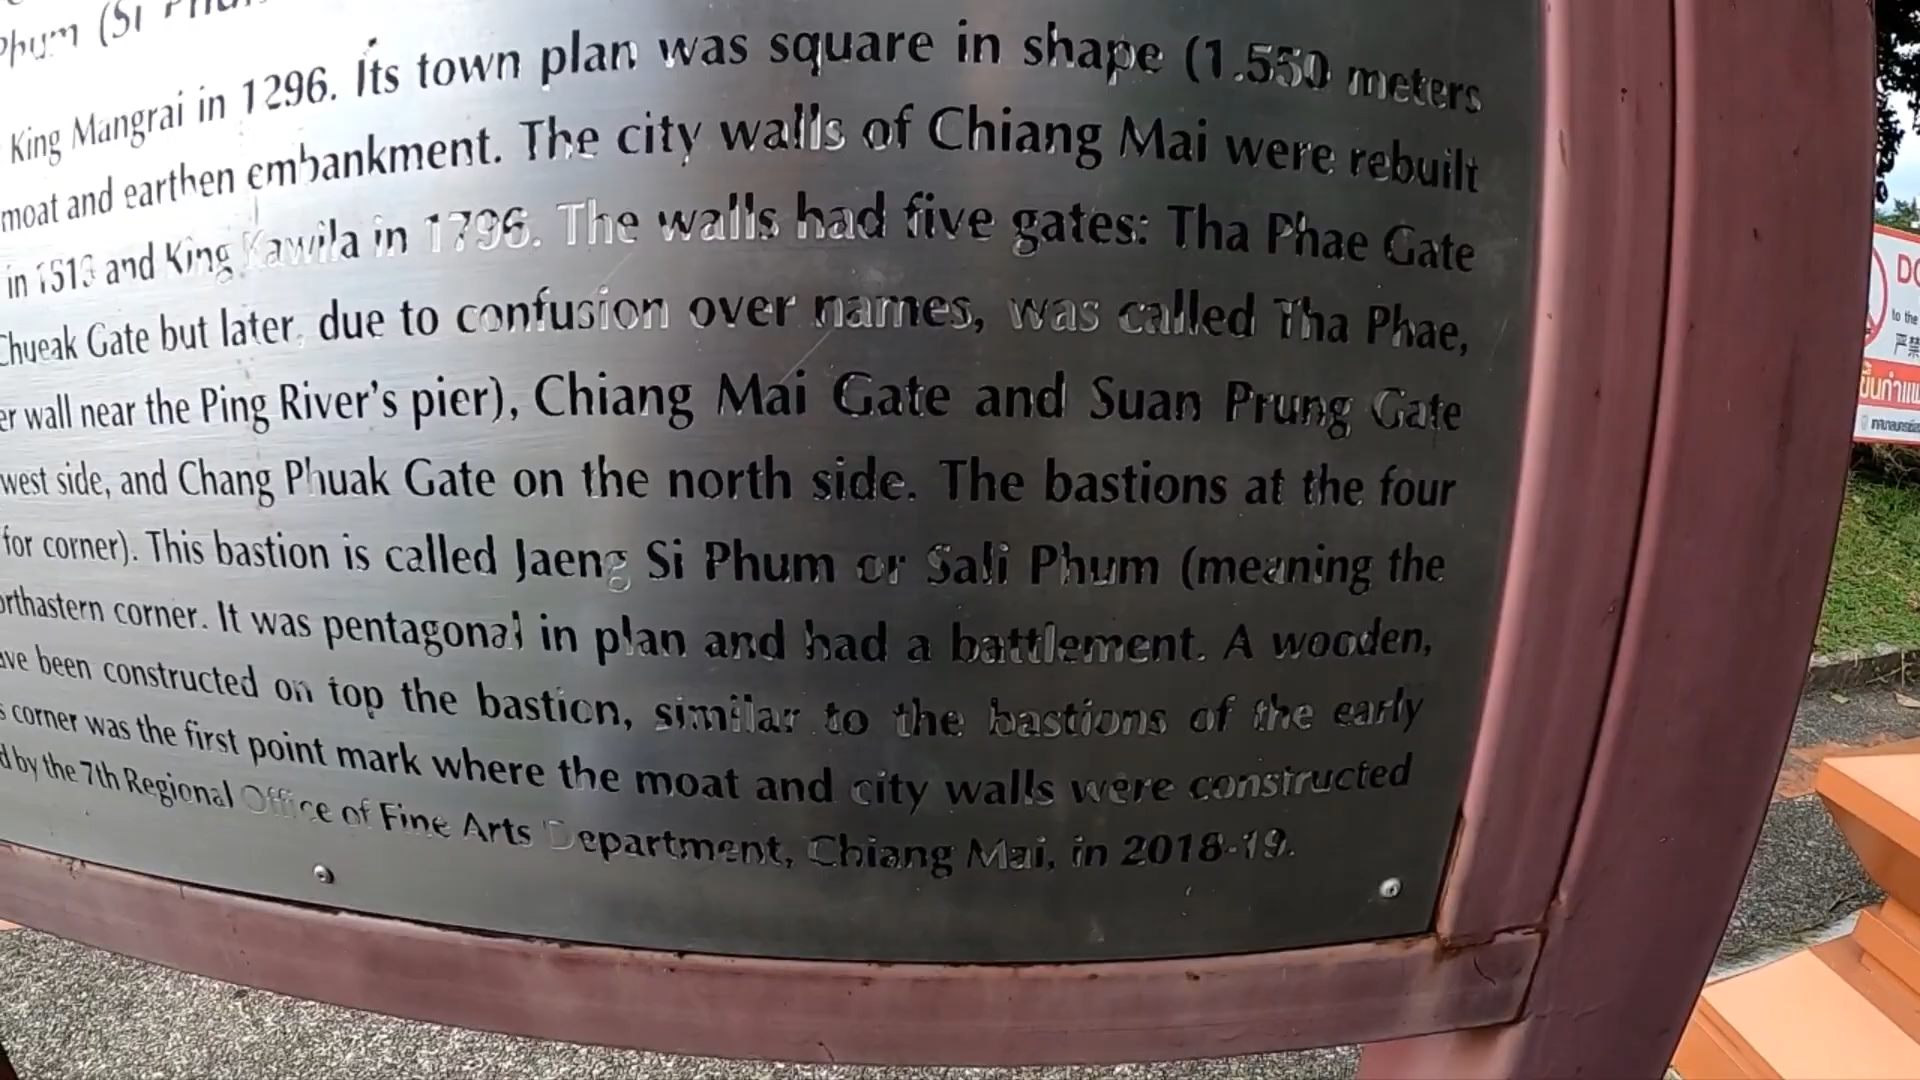 Phum (Si
King Mangrai in 1296. Its town plan was square in shape (1.550 meters
moat and earthen embankment. The city walls of Chiang Mai were rebuilt
in 1513 and King Kawila in 1796. The walls had five gates: Tha Phae Gate
Chueak Gate but later, due to confusion over names, was called Tha Phae,
er wall near the Ping River's pier), Chiang Mai Gate and Suan Prung Gate
west side, and Chang Phuak Gate on the north side. The bastions at the four
for corner). This bastion is called Jaeng Si Phum or Sali Phum (meaning the
orthastern corner. It was pentagonal in plan and had a battlement. A wooden,
ave been constructed on top the bastion, similar to the bastions of the early
s corner was the first point mark where the moat and city walls were constructed
d by the 7th Regional Office of Fine Arts Department, Chiang Mai, in 2018-19.
DO
to the
严禁